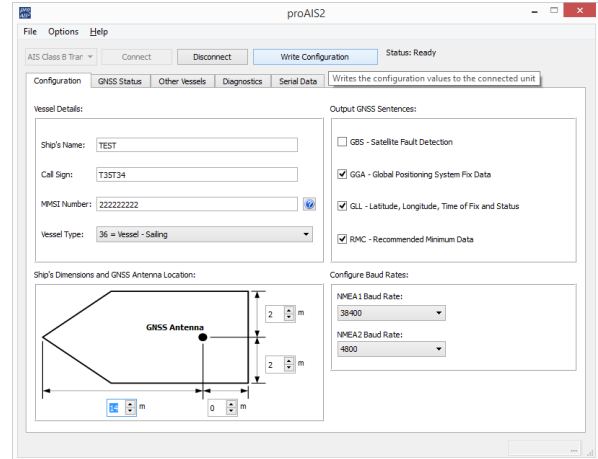 proAIS2
File Options Help
AIS Class B Tran Connect Disconnect Write Configuration Status: Ready
Configuration GNSS Status Other Vessels Diagnostics Serial Data
Writes the configuration values to the connected unit
Vessel Details:
Ship's Name: TEST
Call Sign: T35T34
MMSI Number: 222222222
Vessel Type: 36 = Vessel - Sailing
Output GNSS Sentences:
GBS - Satellite Fault Detection
GGA - Global Positioning System Fix Data
GLL - Latitude, Longitude, Time of Fix and Status
RMC - Recommended Minimum Data
Ship's Dimensions and GNSS Antenna Location:
GNSS Antenna
2 m
2 m
14 m
0 m
Configure Baud Rates:
NMEA1 Baud Rate:
38400
NMEA2 Baud Rate:
4800